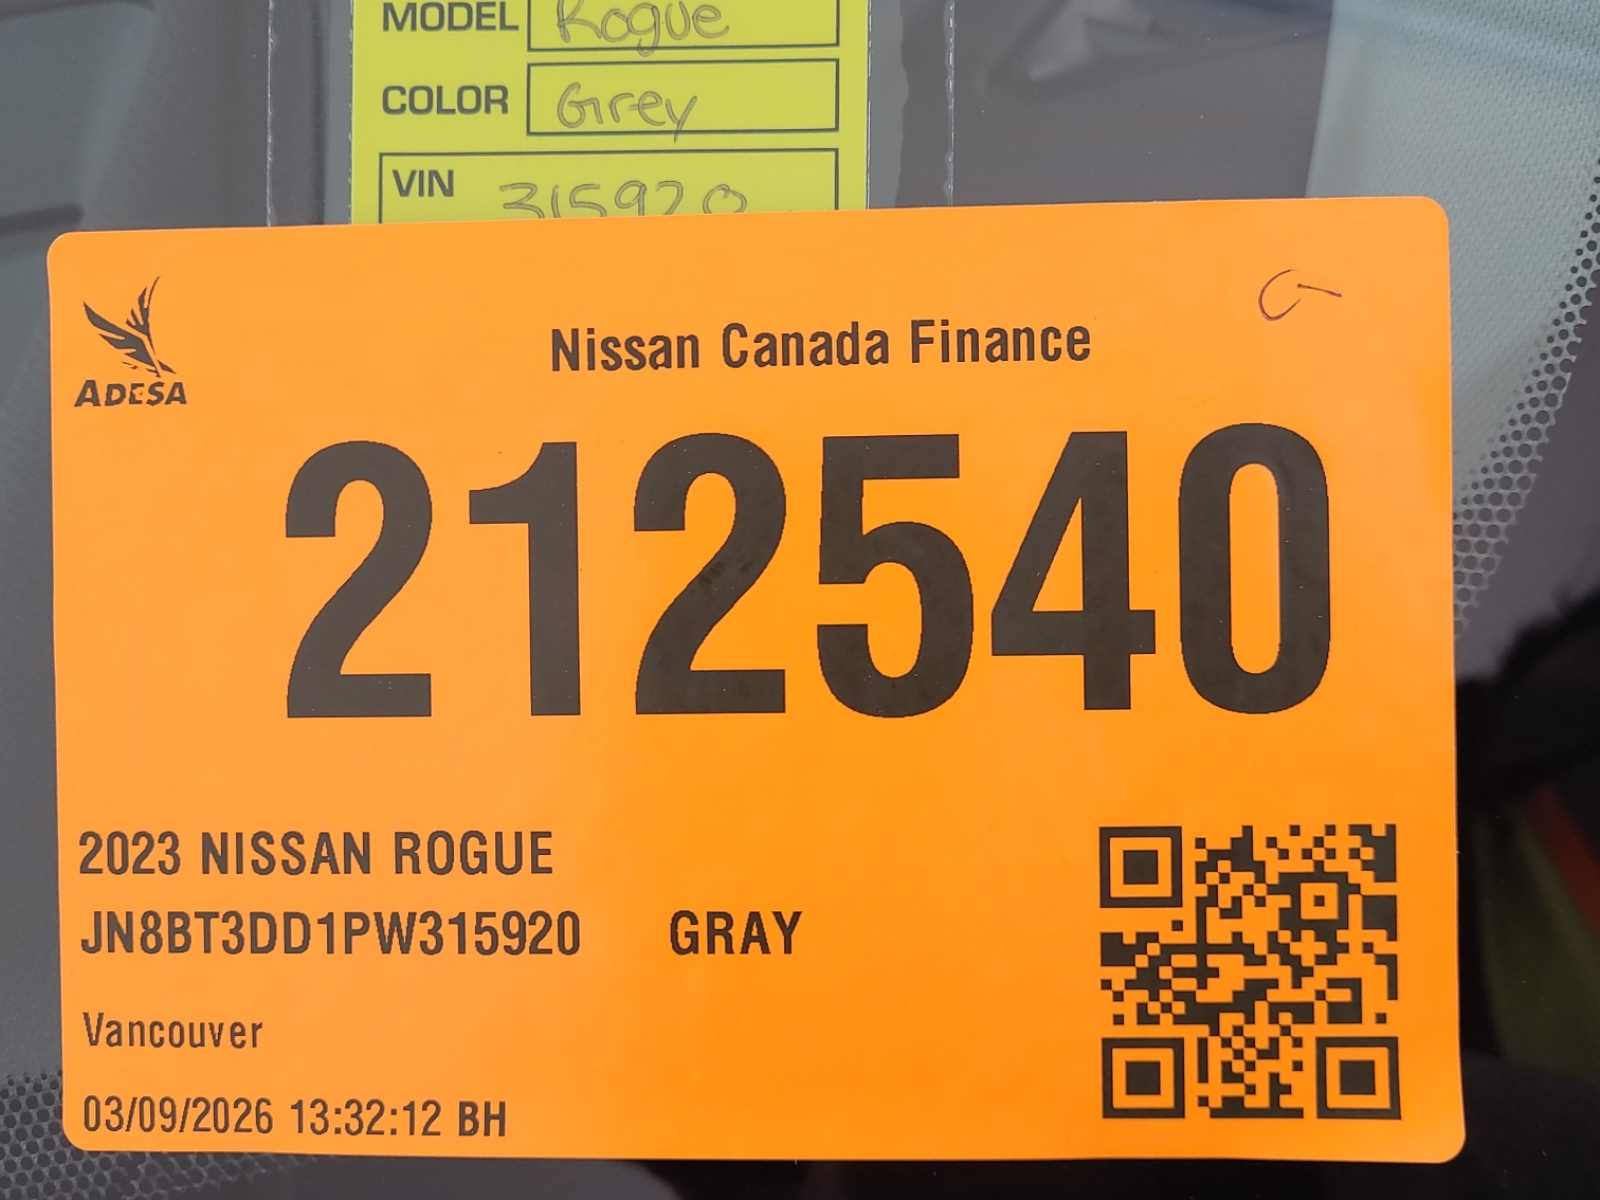 MODEL Rogue
COLOR Grey
VIN 315920
ADESA
Nissan Canada Finance
212540
2023 NISSAN ROGUE
JN8BT3DD1PW315920 GRAY
Vancouver
03/09/2026 13:32:12 BH